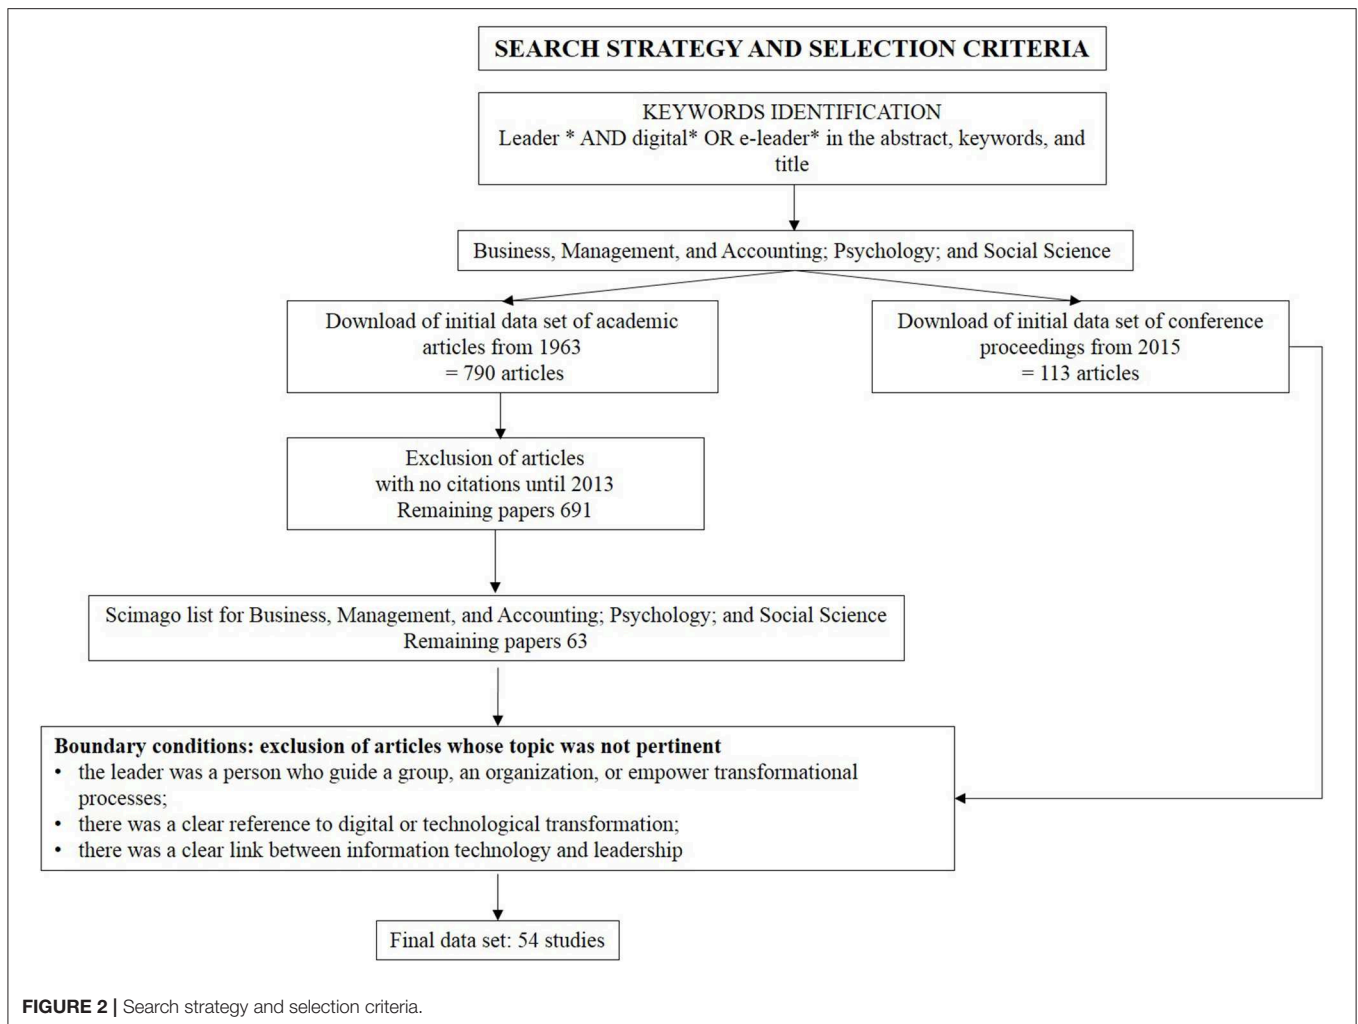 SEARCH STRATEGY AND SELECTION CRITERIA
KEYWORDS IDENTIFICATION
Leader * AND digital* OR e-leader* in the abstract, keywords, and
title
Business, Management, and Accounting; Psychology; and Social Science
Download of initial data set of academic
articles from 1963
= 790 articles
Download of initial data set of conference
proceedings from 2015
= 113 articles
Exclusion of articles
with no citations until 2013
Remaining papers 691
Scimago list for Business, Management, and Accounting; Psychology; and Social Science
Remaining papers 63
Boundary conditions: exclusion of articles whose topic was not pertinent
• the leader was a person who guide a group, an organization, or empower transformational
processes;
• there was a clear reference to digital or technological transformation;
• there was a clear link between information technology and leadership
Final data set: 54 studies
FIGURE 2 | Search strategy and selection criteria.